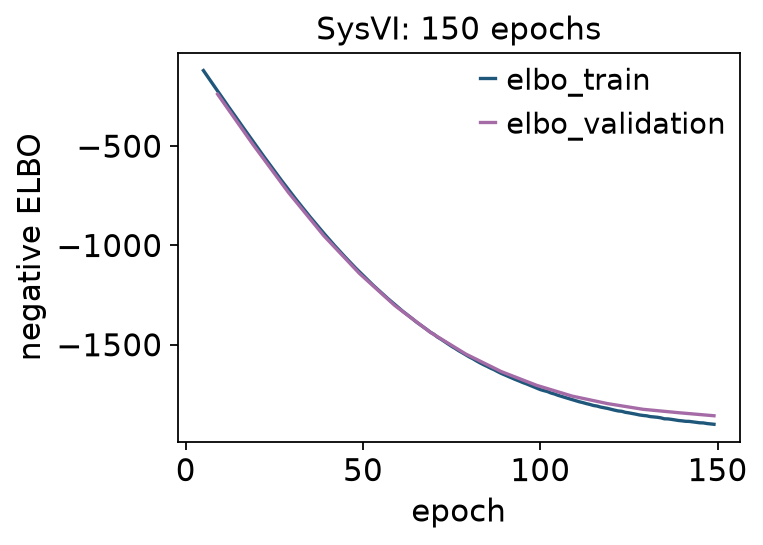 SysVI: 150 epochs
elbo_train
elbo_validation
negative ELBO
−500
−1000
−1500
0 50 100 150
epoch